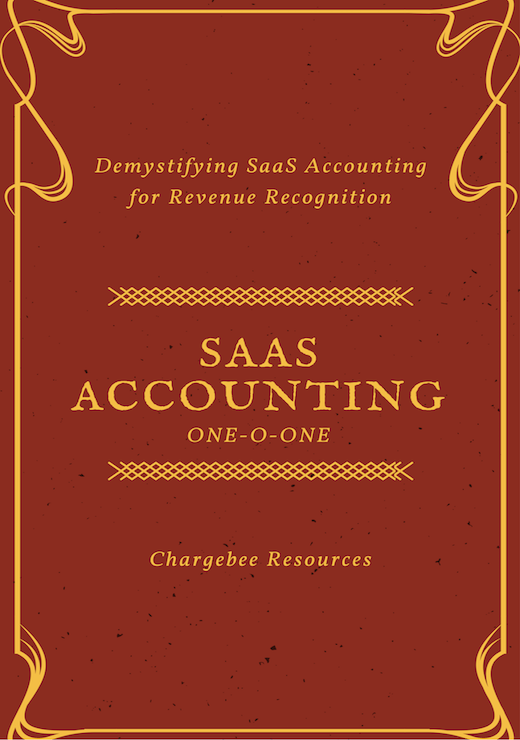 Demystifying SaaS Accounting
for Revenue Recognition
SAAS
ACCOUNTING
ONE-O-ONE
Chargebee Resources